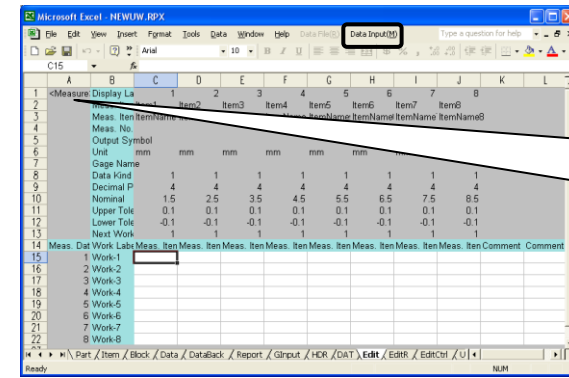 Microsoft Excel - NEWUW.RPX
File Edit View Insert Format Tools Data Window Help Data File(F) Data Input(M) Type a question for help
Arial 10 B I U
C15 fx
A B C D E F G H I J K L
1 <Measure Display La 1 2 3 4 5 6 7 8
2 Item1 Item2 Item3 Item4 Item5 Item6 Item7 Item8
3 Meas. Iten ItemName Name ItemName ItemName ItemName ItemName8
4 Meas. No.
5 Output Symbol
6 Unit mm mm mm mm mm
7 Gage Name
8 Data Kind 1 1 1 1 1 1 1 1
9 Decimal P 4 4 4 4 4 4 4 4
10 Nominal 1.5 2.5 3.5 4.5 5.5 6.5 7.5 8.5
11 Upper Tole 0.1 0.1 0.1 0.1 0.1 0.1 0.1 0.1
12 Lower Tole -0.1 -0.1 -0.1 -0.1 -0.1 -0.1 -0.1 -0.1
13 Next Work 1 1 1 1 1 1 1 1
14 Meas. Dat Work Labe Meas. Iten Meas. Iten Meas. Iten Meas. Iten Meas. Iten Meas. Iten Meas. Iten Meas. Iten Comment Comment
15 1 Work-1
16 2 Work-2
17 3 Work-3
18 4 Work-4
19 5 Work-5
20 6 Work-6
21 7 Work-7
22 8 Work-8
Part / Item / Block / Data / DataBack / Report / GInput / HDR / DAT \ Edit / EditR / EditCtrl / U
Ready NUM